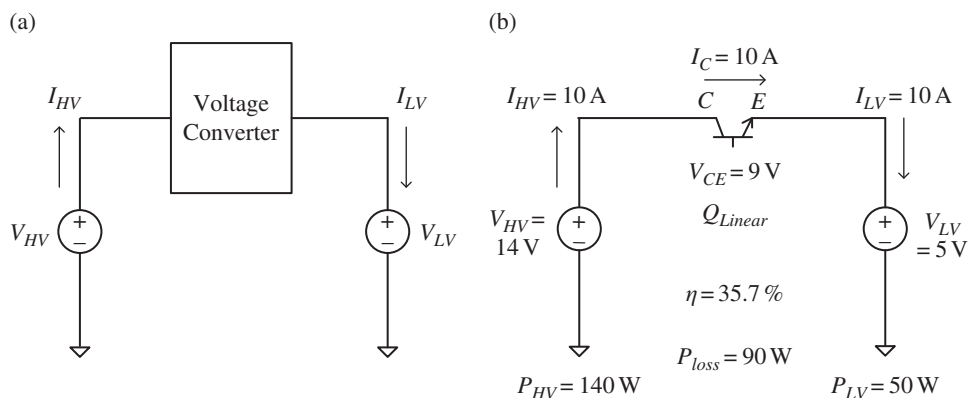 (a)
I_HV
Voltage
Converter
I_LV
V_HV
+
−
+
−
V_LV
(b)
I_C = 10 A
I_HV = 10 A
C E
I_LV = 10 A
V_CE = 9 V
V_HV =
14 V
+
−
Q_Linear
+
−
V_LV
= 5 V
η = 35.7 %
P_loss = 90 W
P_HV = 140 W
P_LV = 50 W